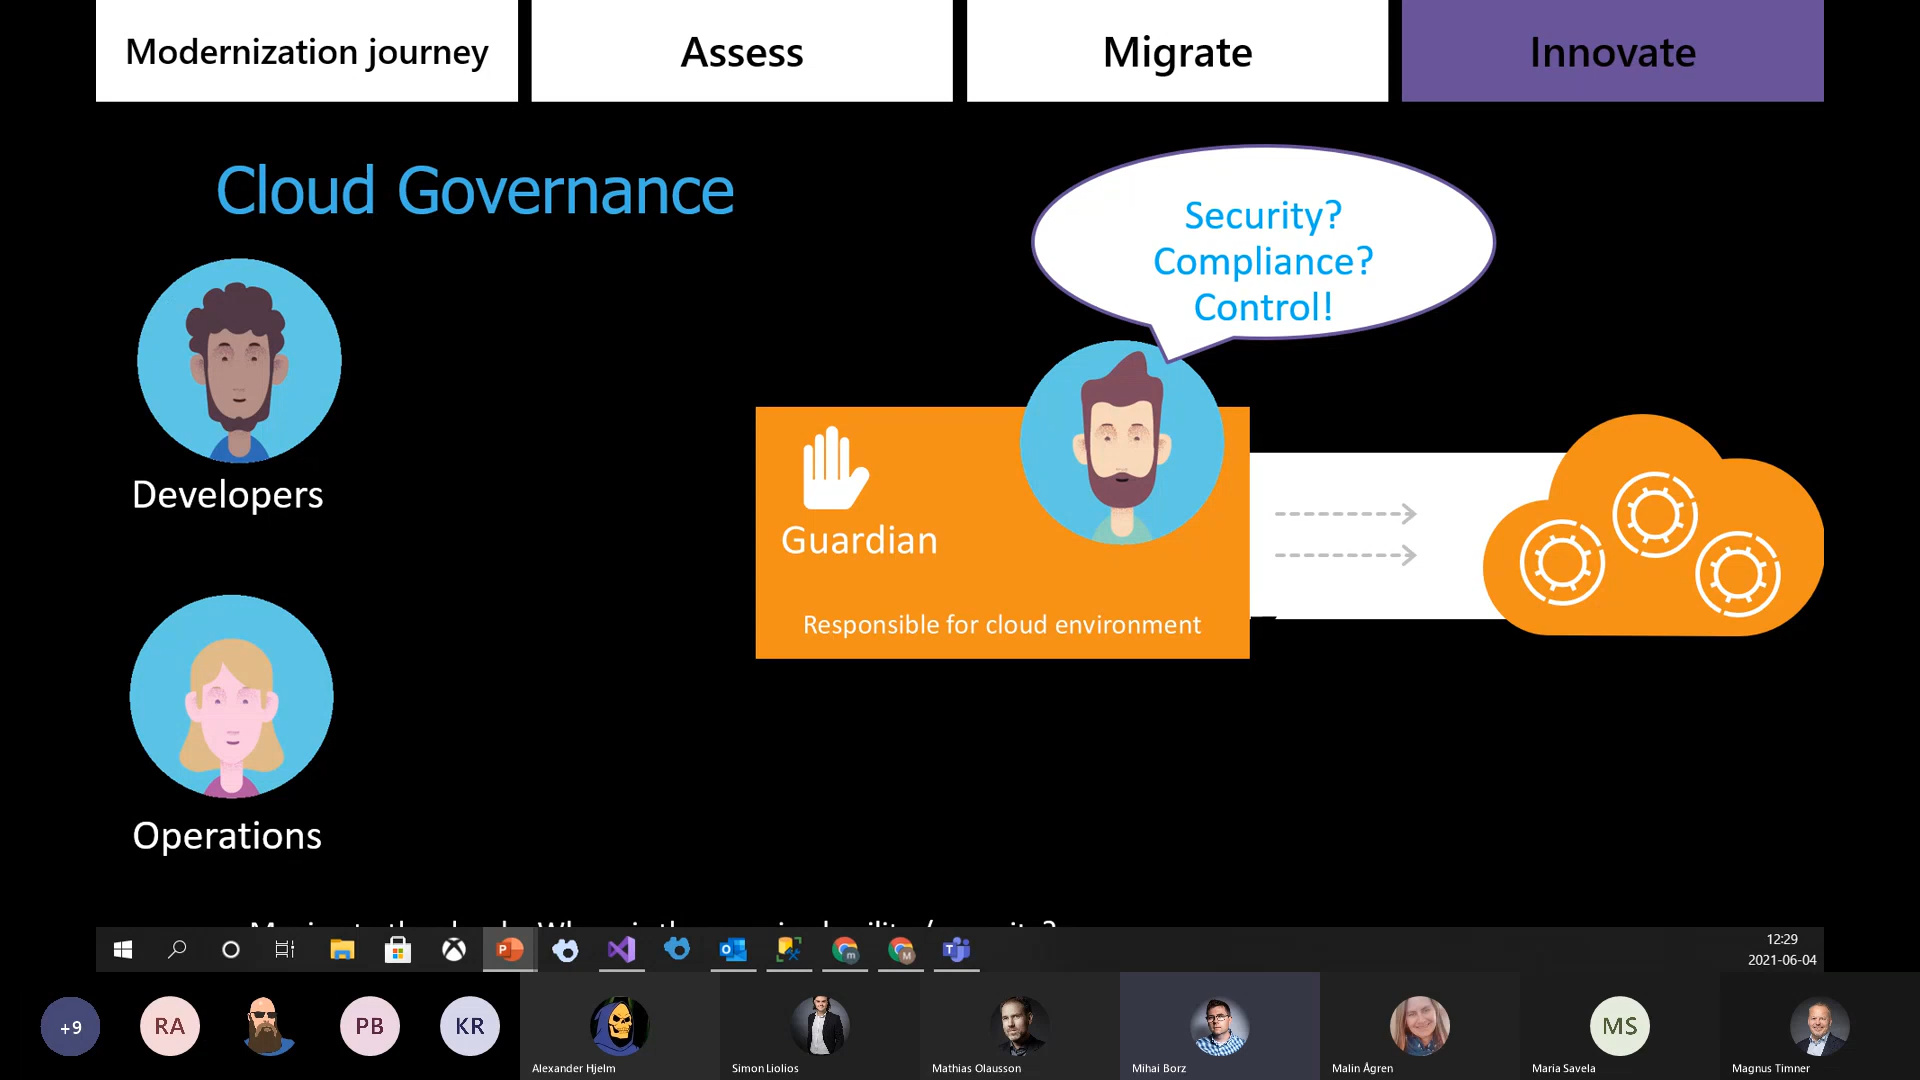 Modernization journey
Assess
Migrate
Innovate
Cloud Governance
Security?
Compliance?
Control!
Developers
Guardian
Responsible for cloud environment
Operations
12:29
2021-06-04
+9
RA
PB
KR
MS
Alexander Hjelm
Simon Liolios
Mathias Olausson
Mihai Borz
Malin Ågren
Maria Savela
Magnus Timner